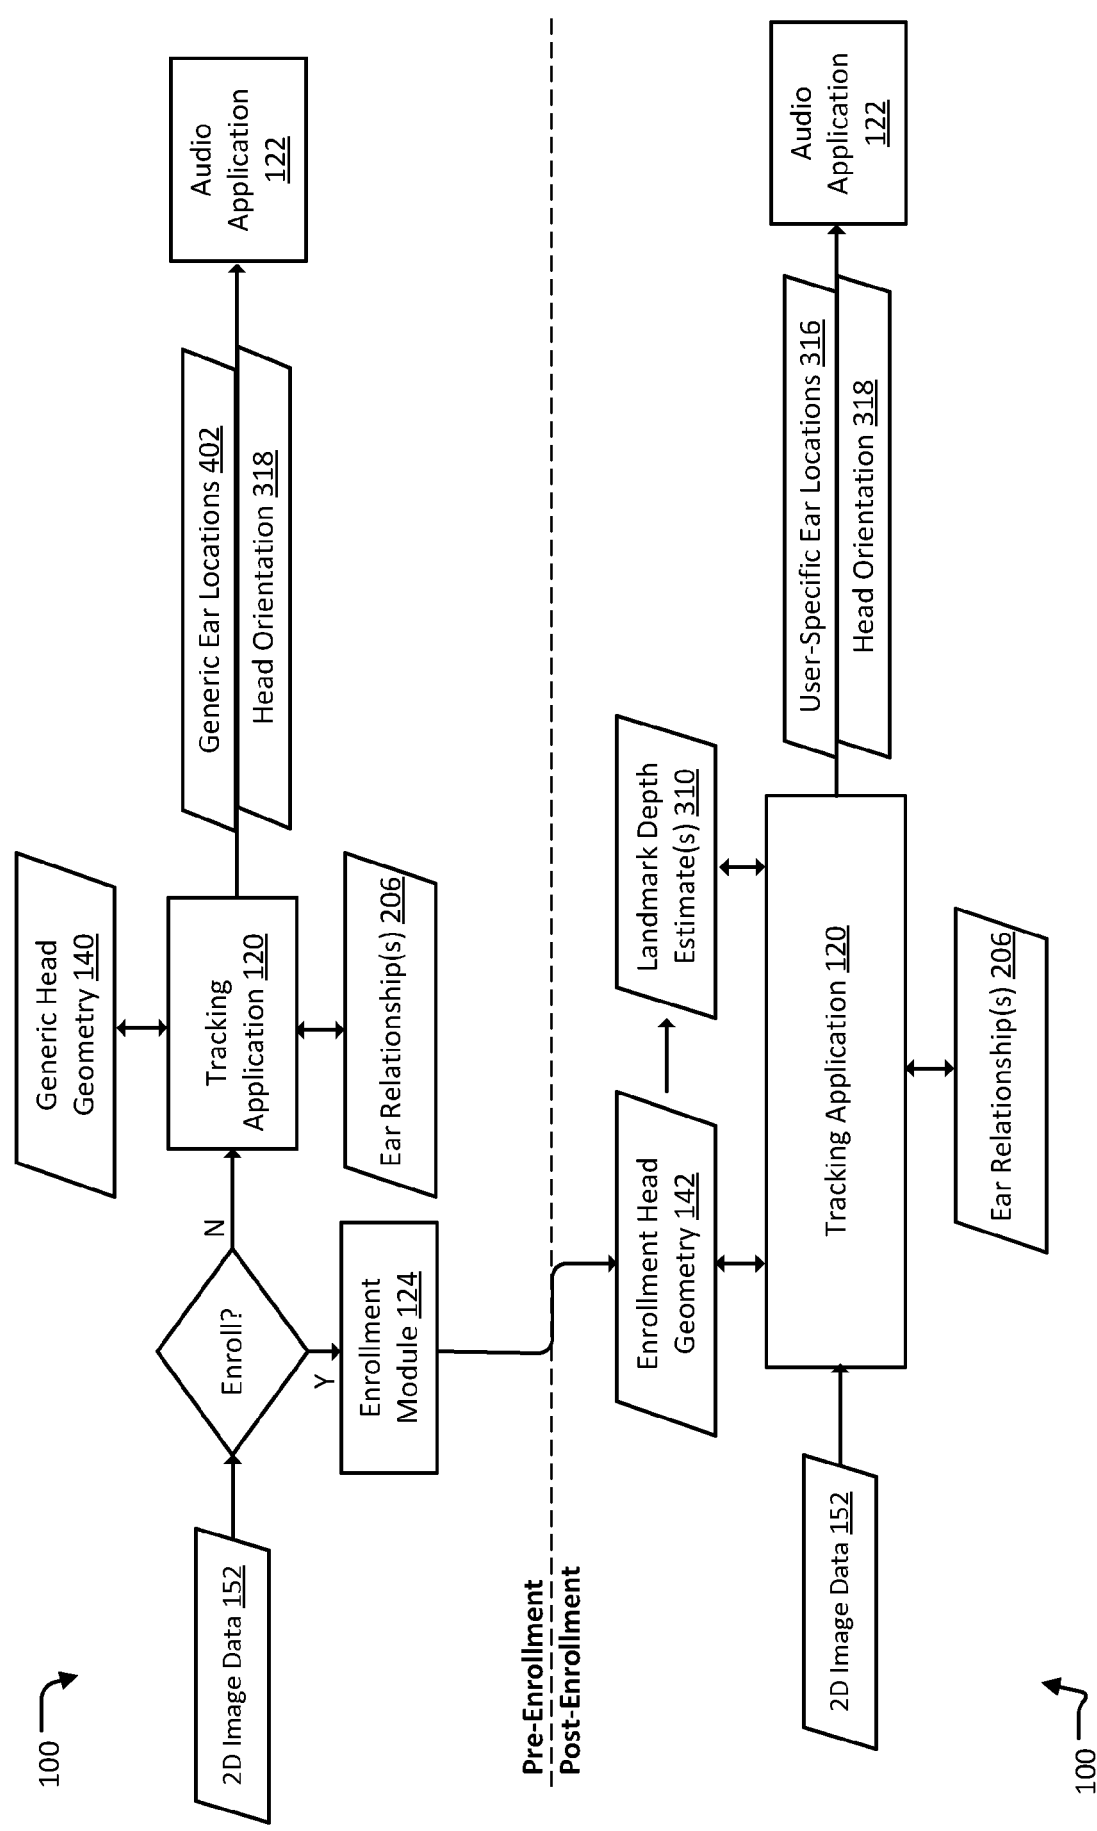 100
2D Image Data 152
Enroll?
N
Y
Enrollment
Module 124
Generic Head
Geometry 140
Tracking
Application 120
Ear Relationship(s) 206
Generic Ear Locations 402
Head Orientation 318
Audio
Application
122
Pre-Enrollment
Post-Enrollment
100
2D Image Data 152
Enrollment Head
Geometry 142
Landmark Depth
Estimate(s) 310
Tracking Application 120
Ear Relationship(s) 206
User-Specific Ear Locations 316
Head Orientation 318
Audio
Application
122